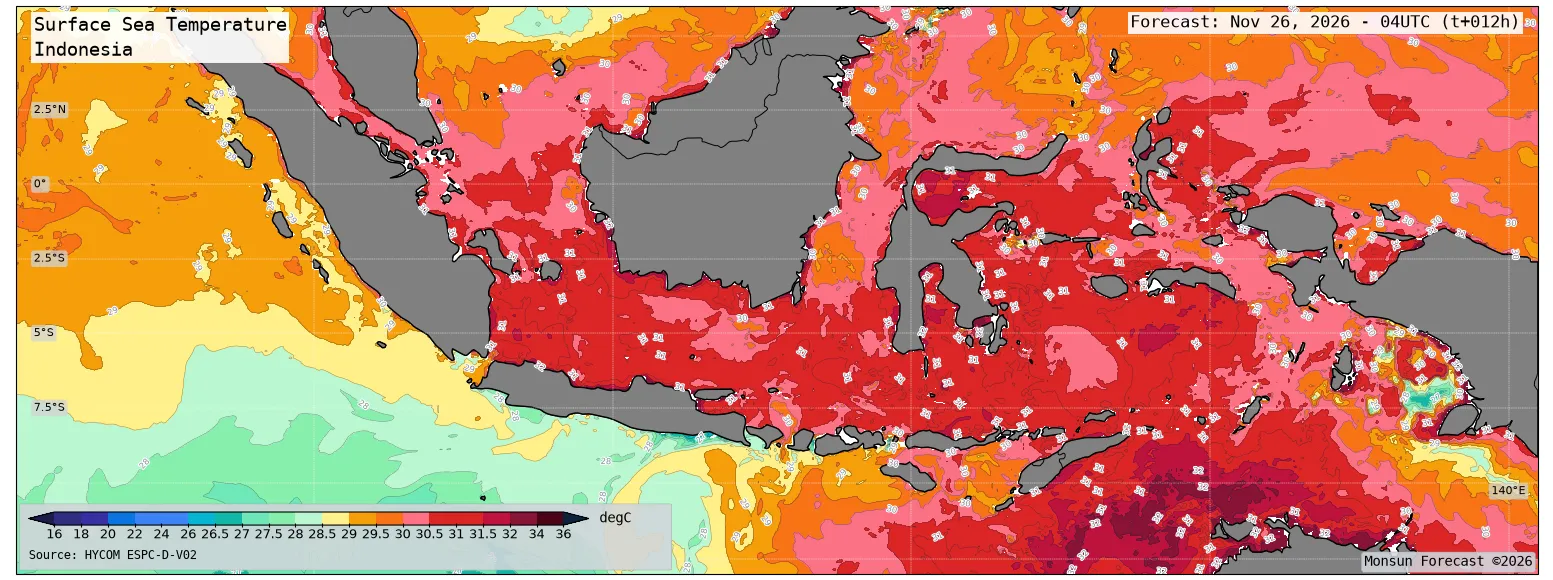 Surface Sea Temperature
Indonesia
Forecast: Nov 26, 2026 - 04UTC (t+012h)
2.5°N
0°
2.5°S
5°S
7.5°S
140°E
degC
16 18 20 22 24 26 26.5 27 27.5 28 28.5 29 29.5 30 30.5 31 31.5 32 34 36
Source: HYCOM ESPC-D-V02
Monsun Forecast ©2026